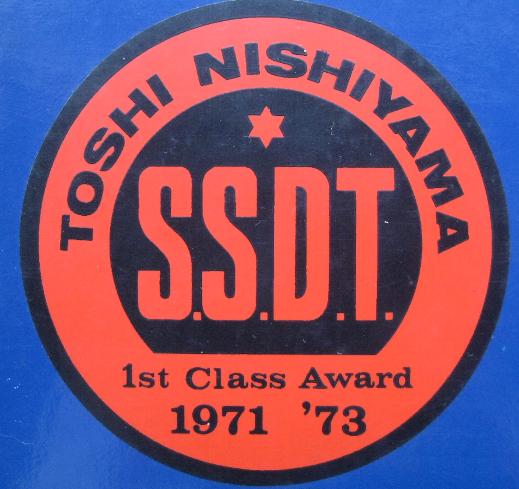 TOSHI NISHIYAMA
S.S.D.T.
1st Class Award
1971 '73